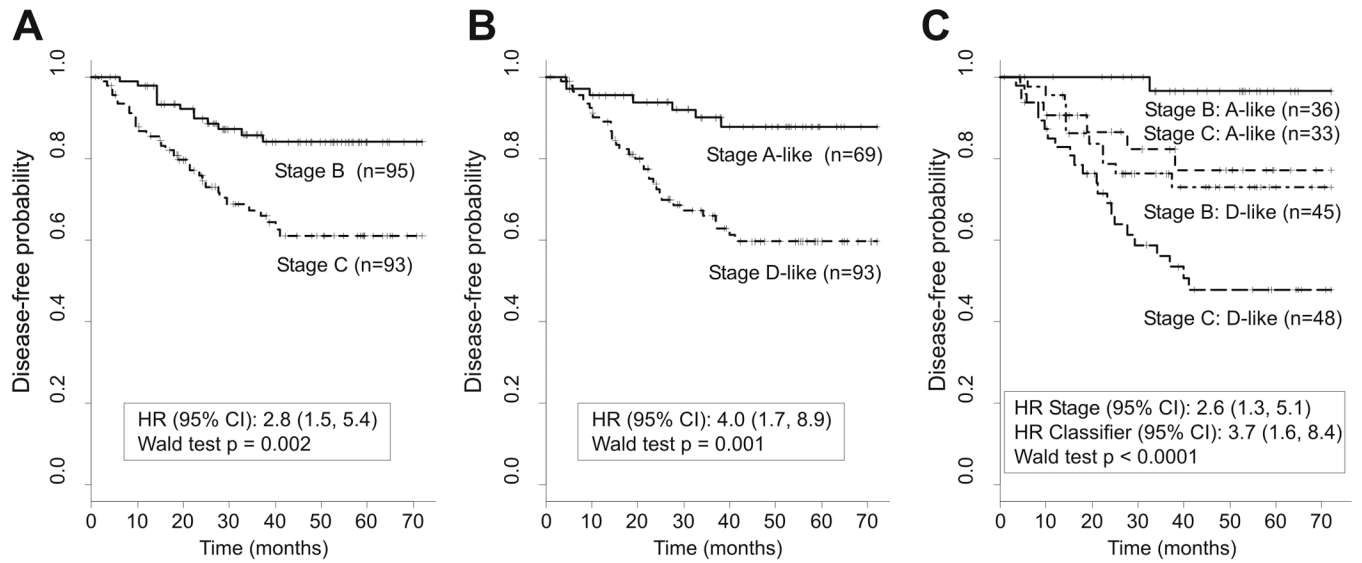 A
Disease-free probability
1.0
0.8
0.6
0.4
0.2
0.0
Stage B (n=95)
Stage C (n=93)
HR (95% CI): 2.8 (1.5, 5.4)
Wald test p = 0.002
0 10 20 30 40 50 60 70
Time (months)
B
Disease-free probability
1.0
0.8
0.6
0.4
0.2
0.0
Stage A-like (n=69)
Stage D-like (n=93)
HR (95% CI): 4.0 (1.7, 8.9)
Wald test p = 0.001
0 10 20 30 40 50 60 70
Time (months)
C
Disease-free probability
1.0
0.8
0.6
0.4
0.2
0.0
Stage B: A-like (n=36)
Stage C: A-like (n=33)
Stage B: D-like (n=45)
Stage C: D-like (n=48)
HR Stage (95% CI): 2.6 (1.3, 5.1)
HR Classifier (95% CI): 3.7 (1.6, 8.4)
Wald test p < 0.0001
0 10 20 30 40 50 60 70
Time (months)